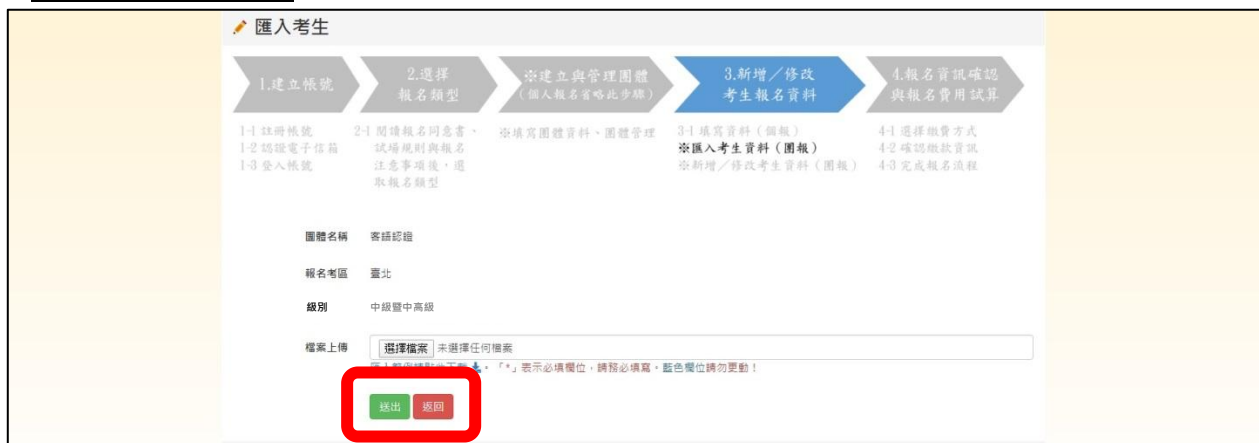 匯入考生
1.建立帳號
2.選擇
報名類型
※建立與管理團體
(個人報名省略此步驟)
3.新增／修改
考生報名資料
4.報名資訊確認
與報名費用試算
1-1 註冊帳號
1-2 認證電子信箱
1-3 登入帳號
2-1 閱讀報名同意書、
試場規則與報名
注意事項後，選
取報名類型
※填寫團體資料、團體管理
3-1 填寫資料（個報）
※匯入考生資料（團報）
※新增／修改考生資料（團報）
4-1 選擇繳費方式
4-2 確認繳款資訊
4-3 完成報名流程
團體名稱 客語認證
報名考區 臺北
級別 中級暨中高級
檔案上傳 選擇檔案 未選擇任何檔案
。「*」表示必填欄位，請務必填寫。藍色欄位請勿更動！
送出 返回